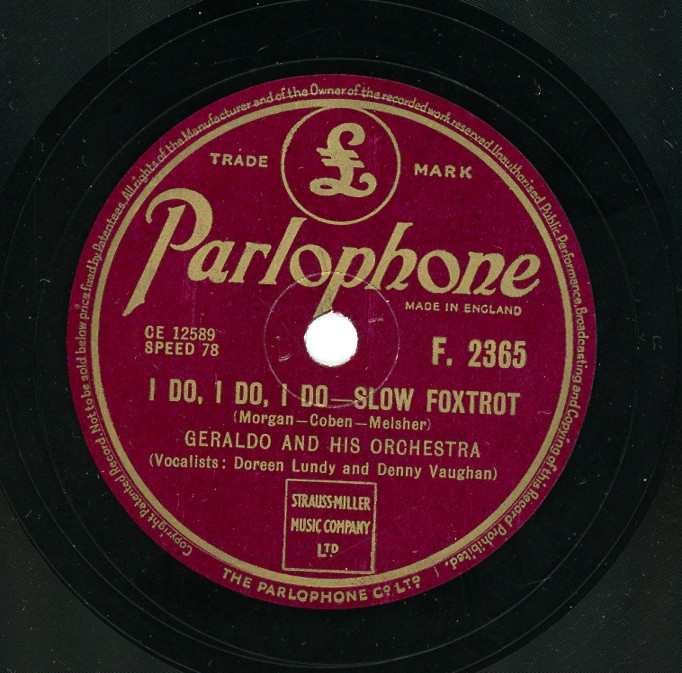 Copyright Patented Record. Not to be sold below price fixed by Patentees. All rights of the Manufacturer and of the Owner of the recorded work reserved. Unauthorised Public Performance, Broadcasting and Copying of this Record Prohibited.
TRADE £ MARK
Parlophone
MADE IN ENGLAND
CE 12589
SPEED 78
F. 2365
I DO, I DO, I DO—SLOW FOXTROT
(Morgan—Coben—Melsher)
GERALDO AND HIS ORCHESTRA
(Vocalists: Doreen Lundy and Denny Vaughan)
STRAUSS-MILLER
MUSIC COMPANY
LTD
THE PARLOPHONE CO LTD